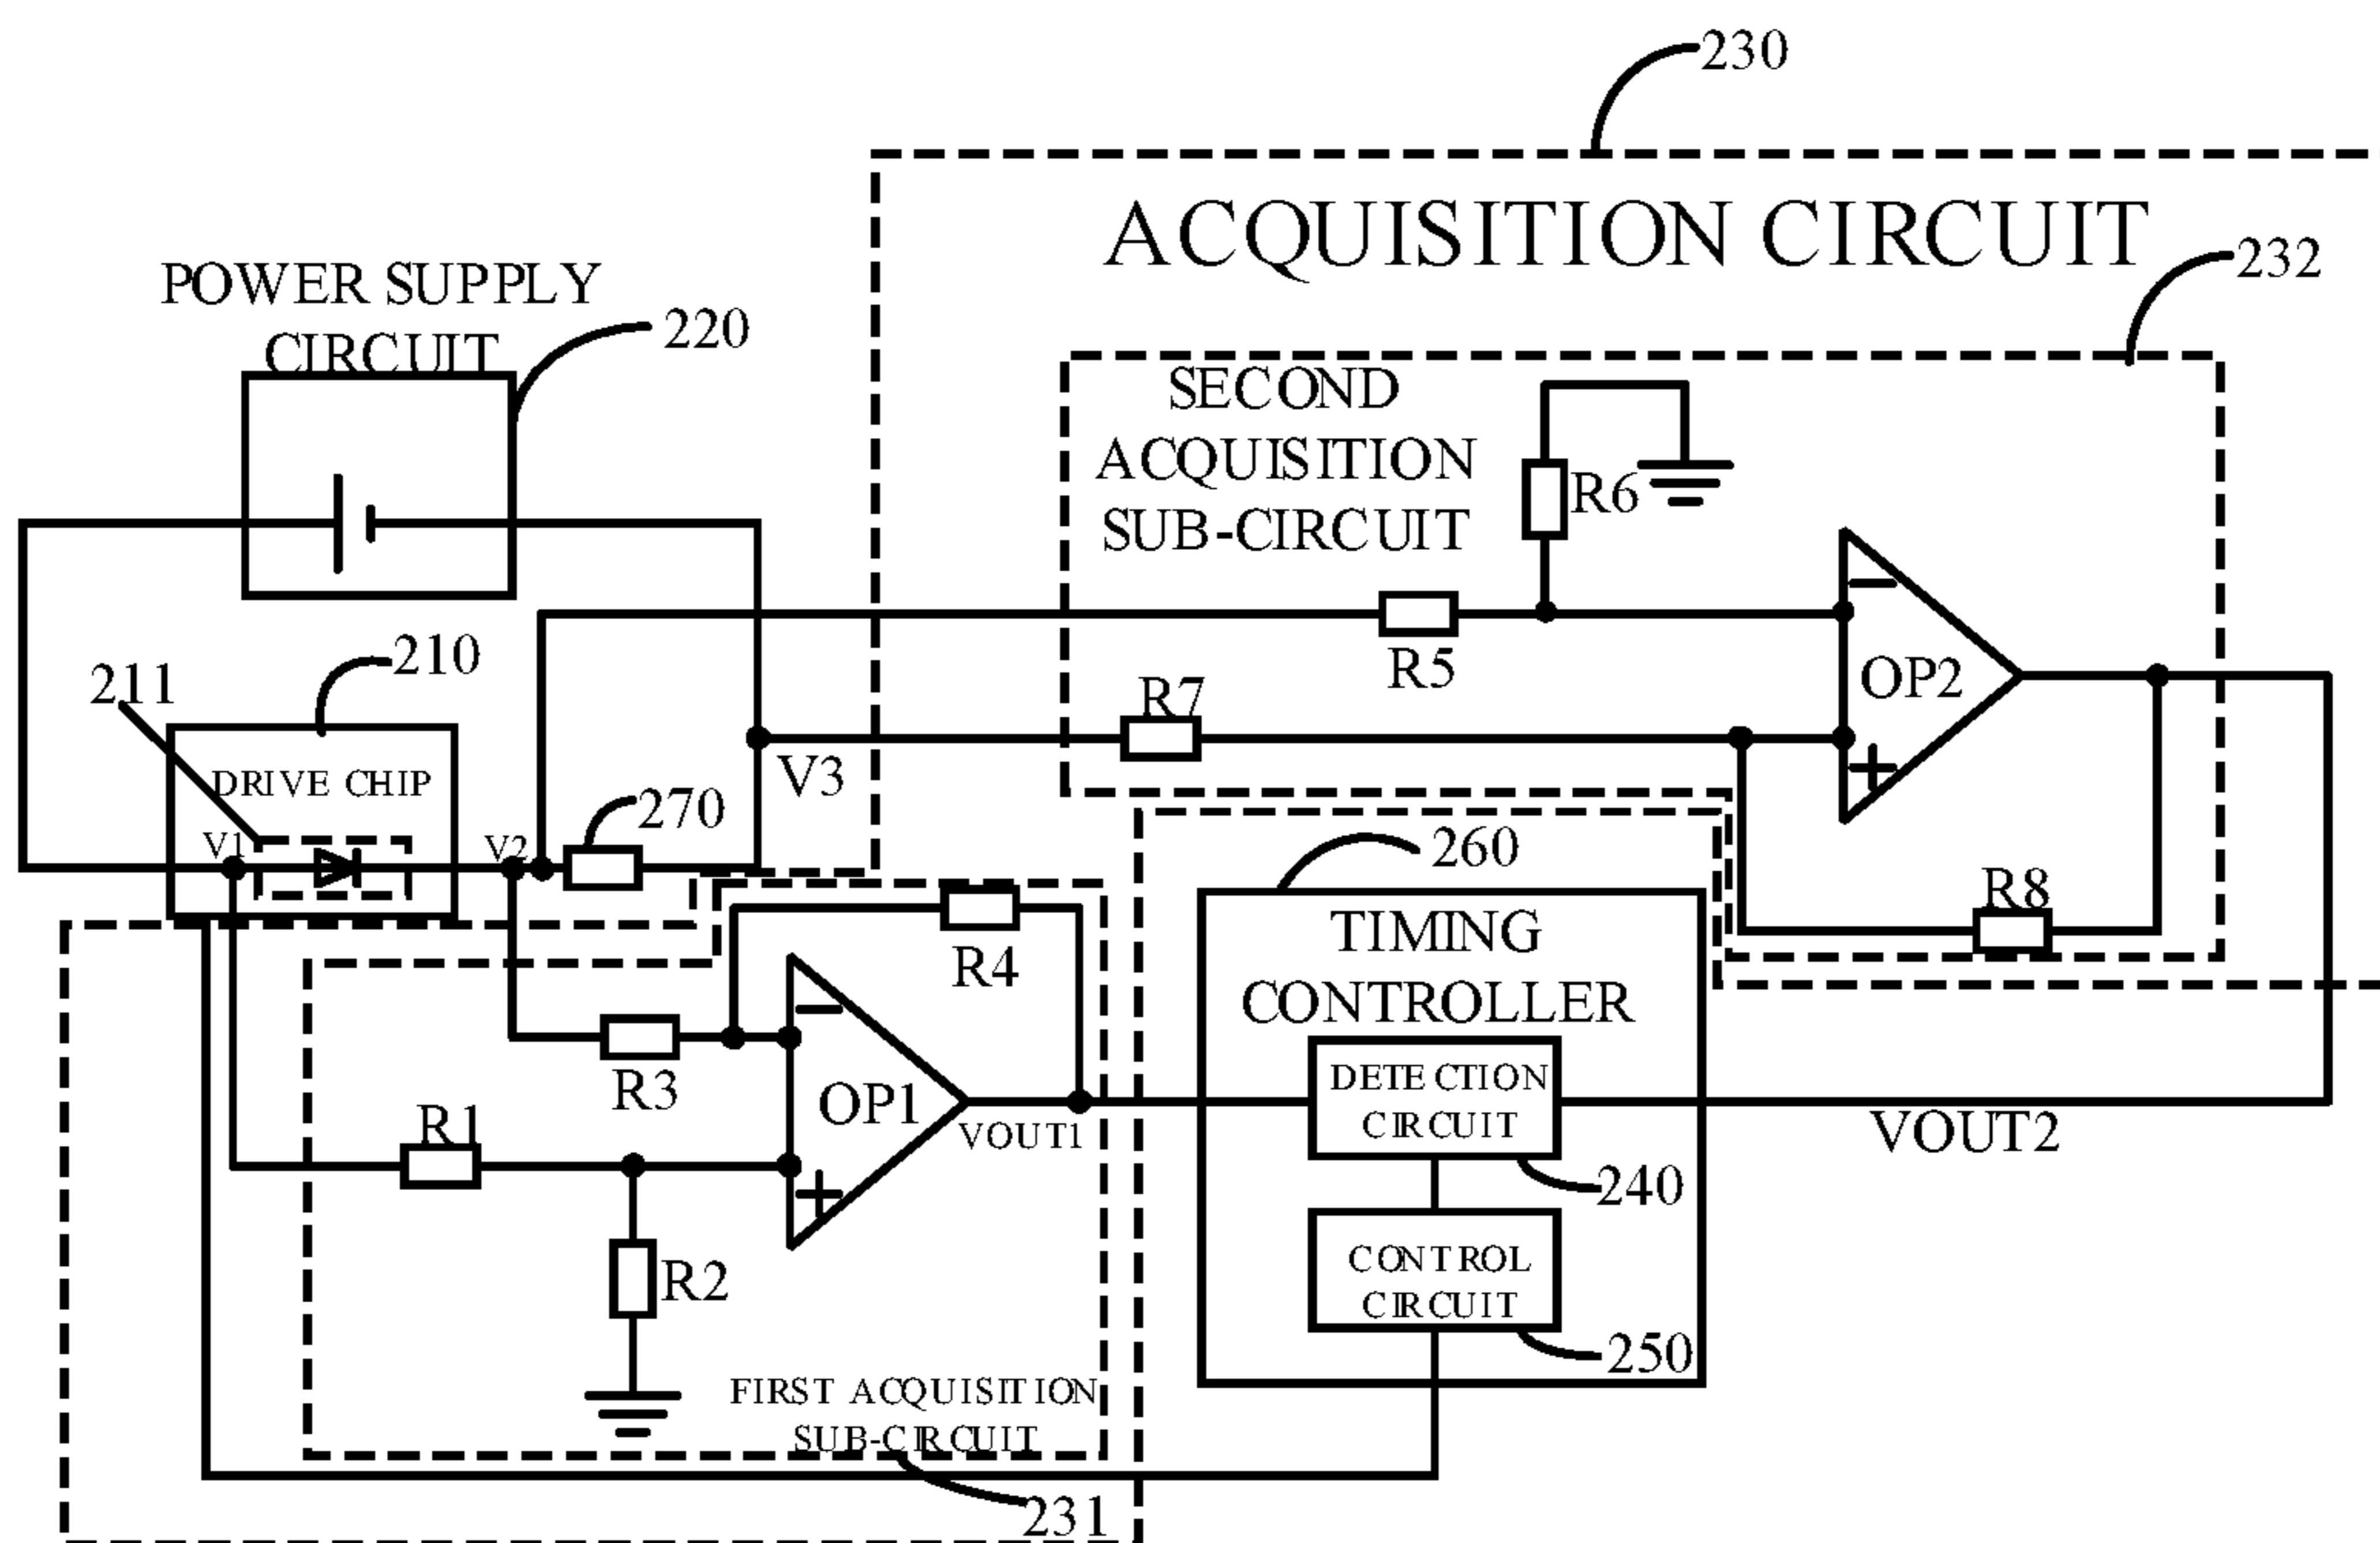 230
ACQUISITION CIRCUIT
232
POWER SUPPLY
CIRCUIT
220
SECOND
ACQUISITION
SUB-CIRCUIT
R6
R5
OP2
R7
210
211
DRIVE CHIP
V1
V2
270
V3
260
TIMING
CONTROLLER
R8
R4
R3
OP1
VOUT1
R1
R2
DETECTION
CIRCUIT
VOUT2
240
CONTROL
CIRCUIT
250
FIRST ACQUISITION
SUB-CIRCUIT
231